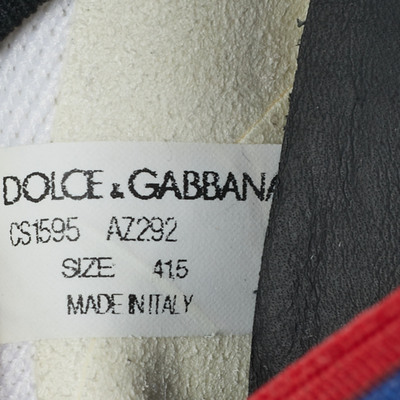 DOLCE & GABBANA
CS1595 AZ292
SIZE 41,5
MADE IN ITALY